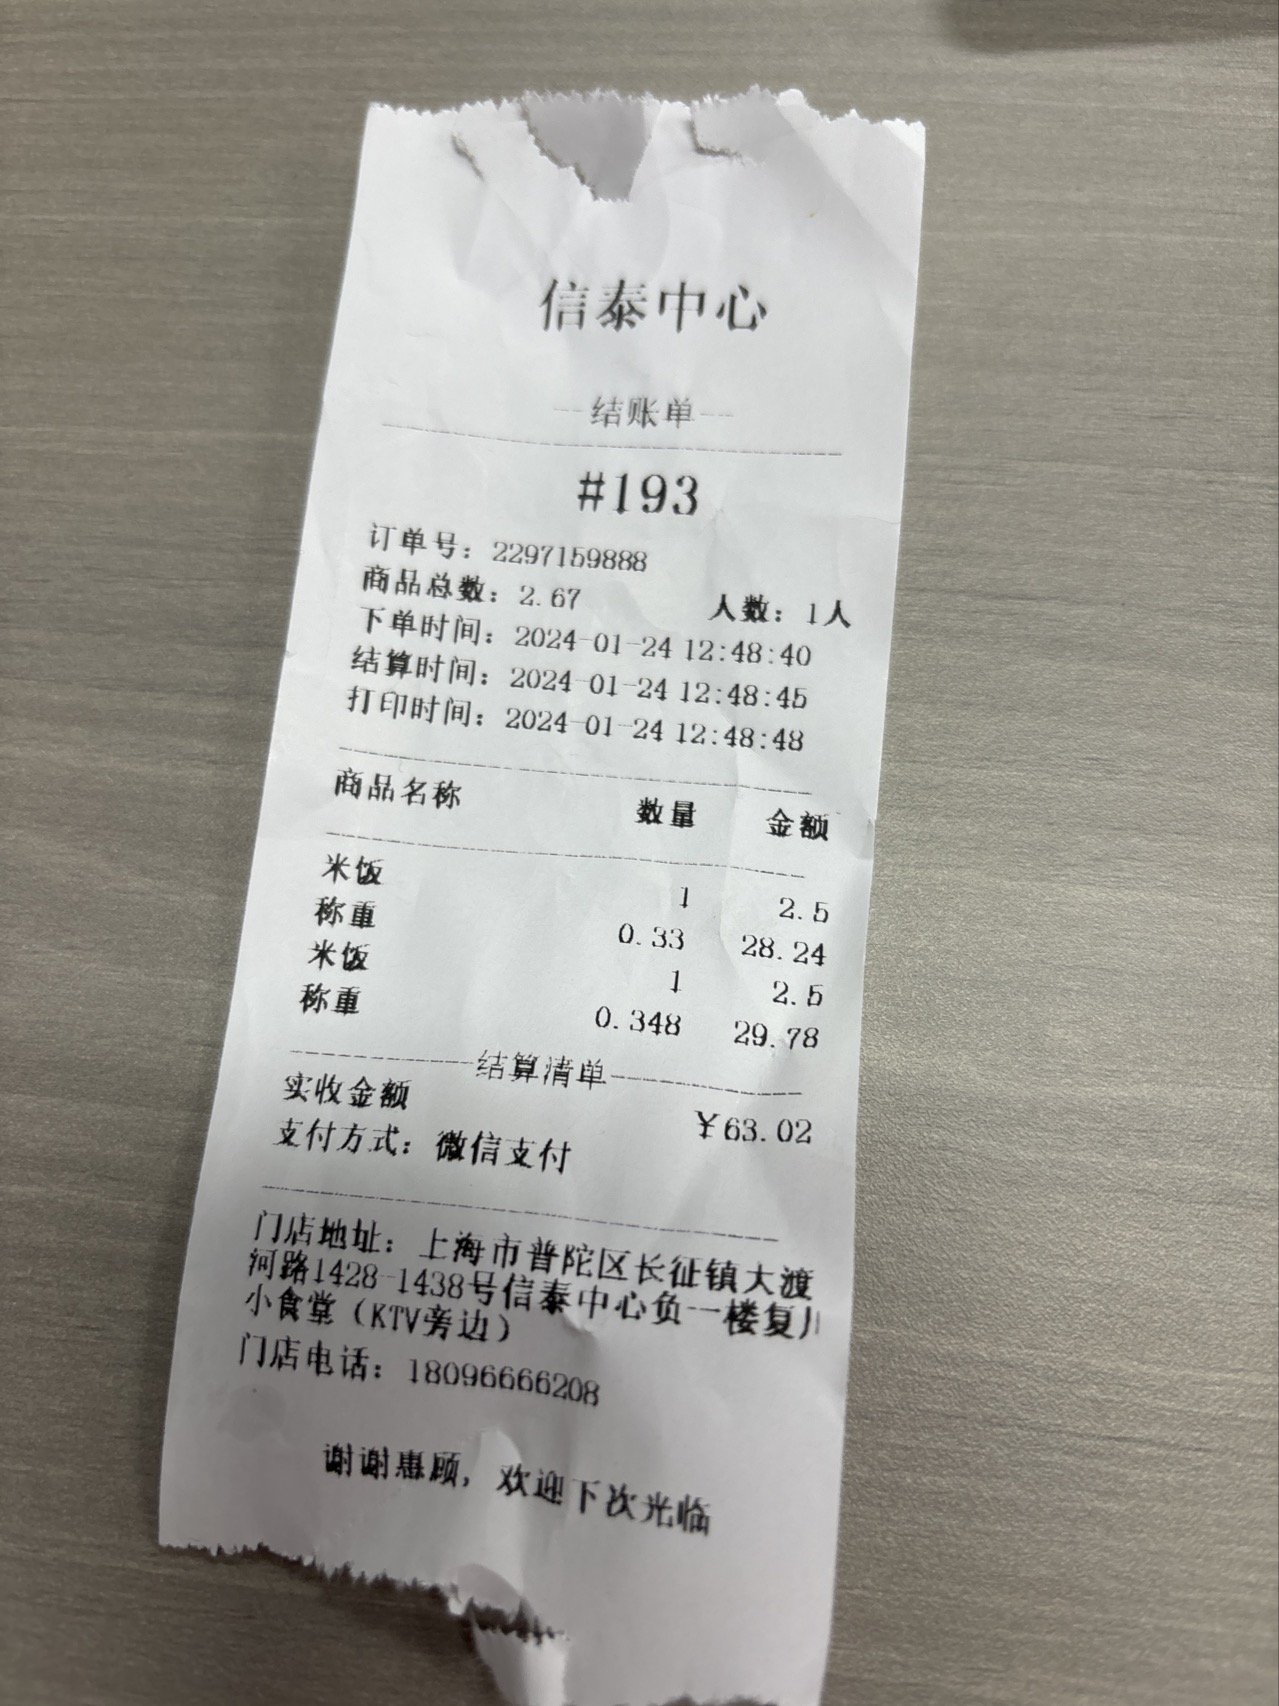 信泰中心
---结账单---
#193
订单号：2297159888
商品总数：2.67 人数：1人
下单时间：2024-01-24 12:48:40
结算时间：2024-01-24 12:48:45
打印时间：2024-01-24 12:48:48
商品名称 数量 金额
米饭 1 2.5
称重 0.33 28.24
米饭 1 2.5
称重 0.348 29.78
结算清单
实收金额 ¥63.02
支付方式：微信支付
门店地址：上海市普陀区长征镇大渡
河路1428-1438号信泰中心负一楼复川
小食堂（KTV旁边）
门店电话：18096666208
谢谢惠顾，欢迎下次光临